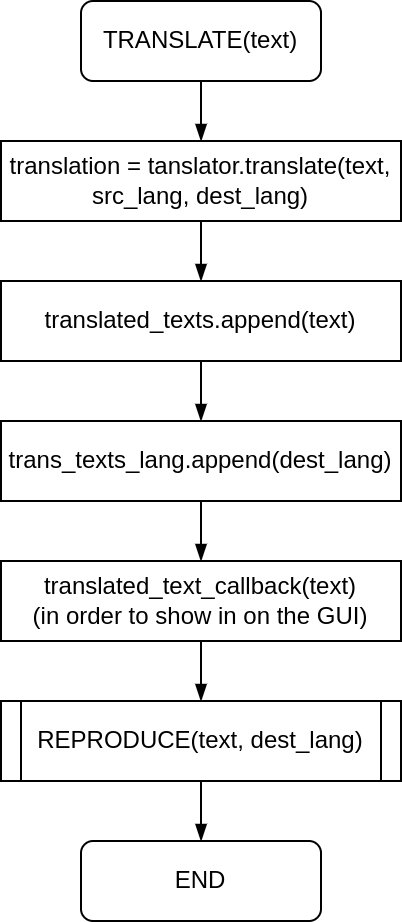 TRANSLATE(text)
translation = tanslator.translate(text,
src_lang, dest_lang)
translated_texts.append(text)
trans_texts_lang.append(dest_lang)
translated_text_callback(text)
(in order to show in on the GUI)
REPRODUCE(text, dest_lang)
END